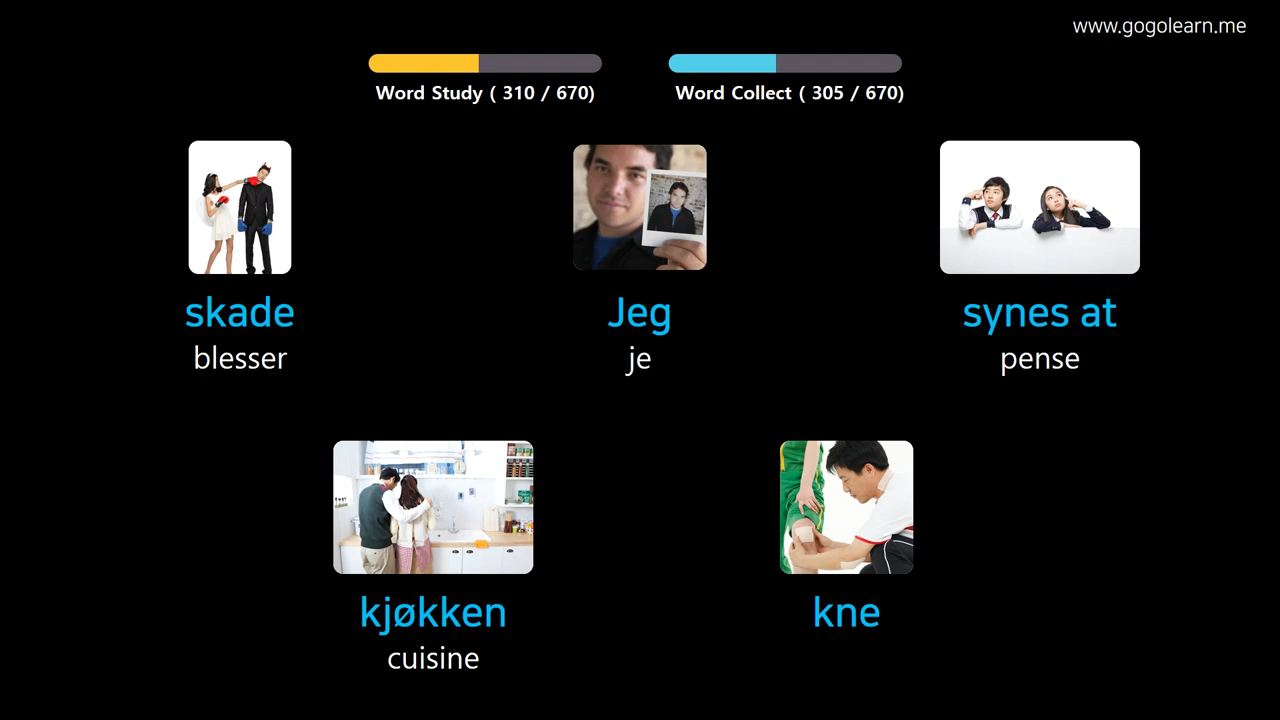 www.gogolearn.me
Word Study ( 310 / 670)
Word Collect ( 305 / 670)
skade
blesser
Jeg
je
synes at
pense
kjøkken
cuisine
kne